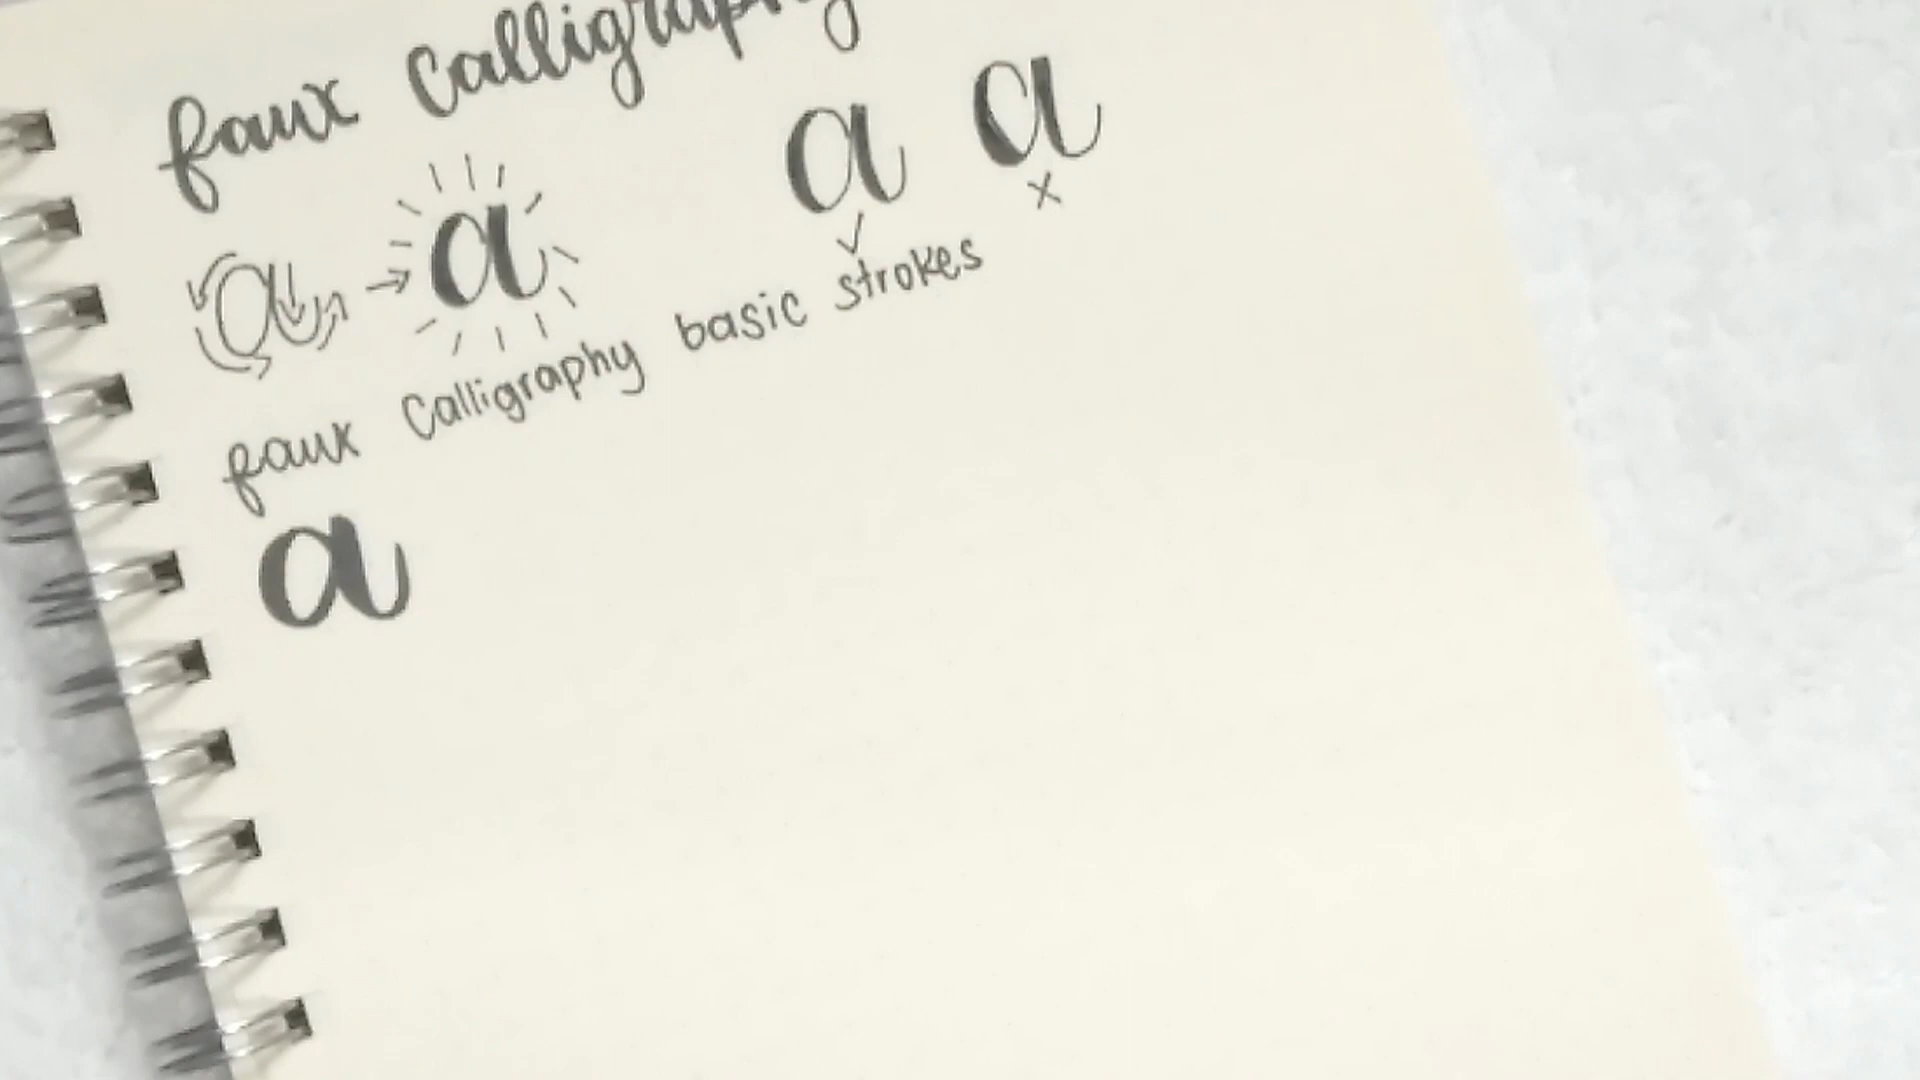 faux Calligraphy
a a
a → a
faux Calligraphy basic strokes
a